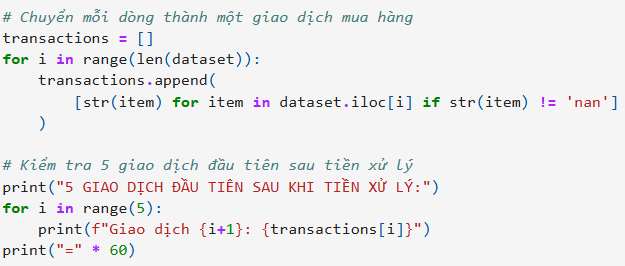 # Chuyển mỗi dòng thành một giao dịch mua hàng
transactions = []
for i in range(len(dataset)):
    transactions.append(
        [str(item) for item in dataset.iloc[i] if str(item) != 'nan']
    )

# Kiểm tra 5 giao dịch đầu tiên sau tiền xử lý
print("5 GIAO DỊCH ĐẦU TIÊN SAU KHI TIỀN XỬ LÝ:")
for i in range(5):
    print(f"Giao dịch {i+1}: {transactions[i]}")
print("=" * 60)